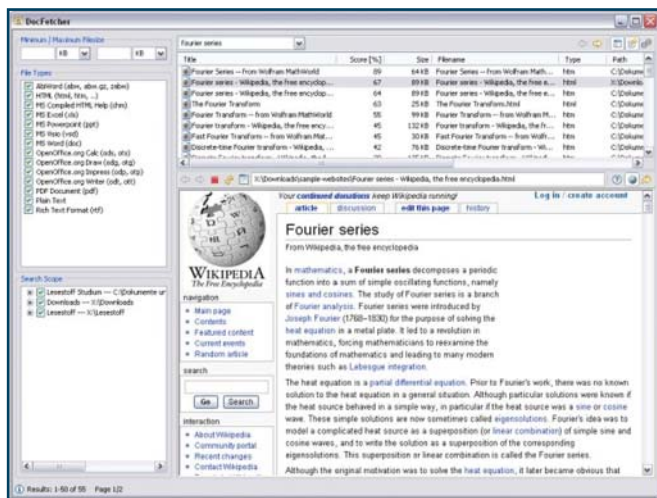 DocFetcher
Minimum / Maximum Filesize
KB KB
File Types
AbiWord (abw, abw.gz, zabw)
HTML (html, htm, ...)
MS Compiled HTML Help (chm)
MS Excel (xls)
MS Powerpoint (ppt)
MS Visio (vsd)
MS Word (doc)
OpenOffice.org Calc (ods, ots)
OpenOffice.org Draw (odg, otg)
OpenOffice.org Impress (odp, otp)
OpenOffice.org Writer (odt, ott)
PDF Document (pdf)
Plain Text
Rich Text Format (rtf)
Search Scope
Lesestoff Studium --- C:\Dokumente ur
Downloads --- X:\Downloads
Lesestoff --- X:\Lesestoff
fourier series
Title Score [%] Size Filename Type Path
Fourier Series -- from Wolfram MathWorld 89 64 KB Fourier Series -- from Wolfram Mat... htm C:\Dokume
Fourier series - Wikipedia, the free encyclop... 67 89 KB Fourier series - Wikipedia, the free e... html X:\Downlo
Fourier series - Wikipedia, the free encyclop... 64 89 KB Fourier series - Wikipedia, the free e... htm C:\Dokume
The Fourier Transform 63 25 KB The Fourier Transform.html htm C:\Dokume
Fourier Transform -- from Wolfram MathWorld 55 99 KB Fourier Transform -- from Wolfram ... htm C:\Dokume
Fourier transform - Wikipedia, the free ency... 45 132 KB Fourier transform - Wikipedia, the fr... htm C:\Dokume
Fast Fourier Transform -- from Wolfram Mat... 45 30 KB Fast Fourier Transform -- from Wolf... htm C:\Dokume
Discrete-time Fourier transform - Wikipedia, ... 42 76 KB Discrete-time Fourier transform - Wi... htm C:\Dokume
X:\Downloads\sample-websites\Fourier series - Wikipedia, the free encyclopedia.html
Your continued donations keep Wikipedia running!
Log in / create account
article discussion edit this page history
WIKIPEDIA
The Free Encyclopedia
navigation
Main page
Contents
Featured content
Current events
Random article
search
Go Search
interaction
About Wikipedia
Community portal
Recent changes
Contact Wikipedia
Fourier series
From Wikipedia, the free encyclopedia
In mathematics, a Fourier series decomposes a periodic
function into a sum of simple oscillating functions, namely
sines and cosines. The study of Fourier series is a branch
of Fourier analysis. Fourier series were introduced by
Joseph Fourier (1768–1830) for the purpose of solving the
heat equation in a metal plate. It led to a revolution in
mathematics, forcing mathematicians to reexamine the
foundations of mathematics and leading to many modern
theories such as Lebesgue integration.
The heat equation is a partial differential equation. Prior to Fourier's work, there was no known
solution to the heat equation in a general situation. Although particular solutions were known if
the heat source behaved in a simple way, in particular if the heat source was a sine or cosine
wave. These simple solutions are now sometimes called eigensolutions. Fourier's idea was to
model a complicated heat source as a superposition (or linear combination) of simple sine and
cosine waves, and to write the solution as a superposition of the corresponding
eigensolutions. This superposition or linear combination is called the Fourier series.
Although the original motivation was to solve the heat equation, it later became obvious that
Results: 1-50 of 55 Page 1/2